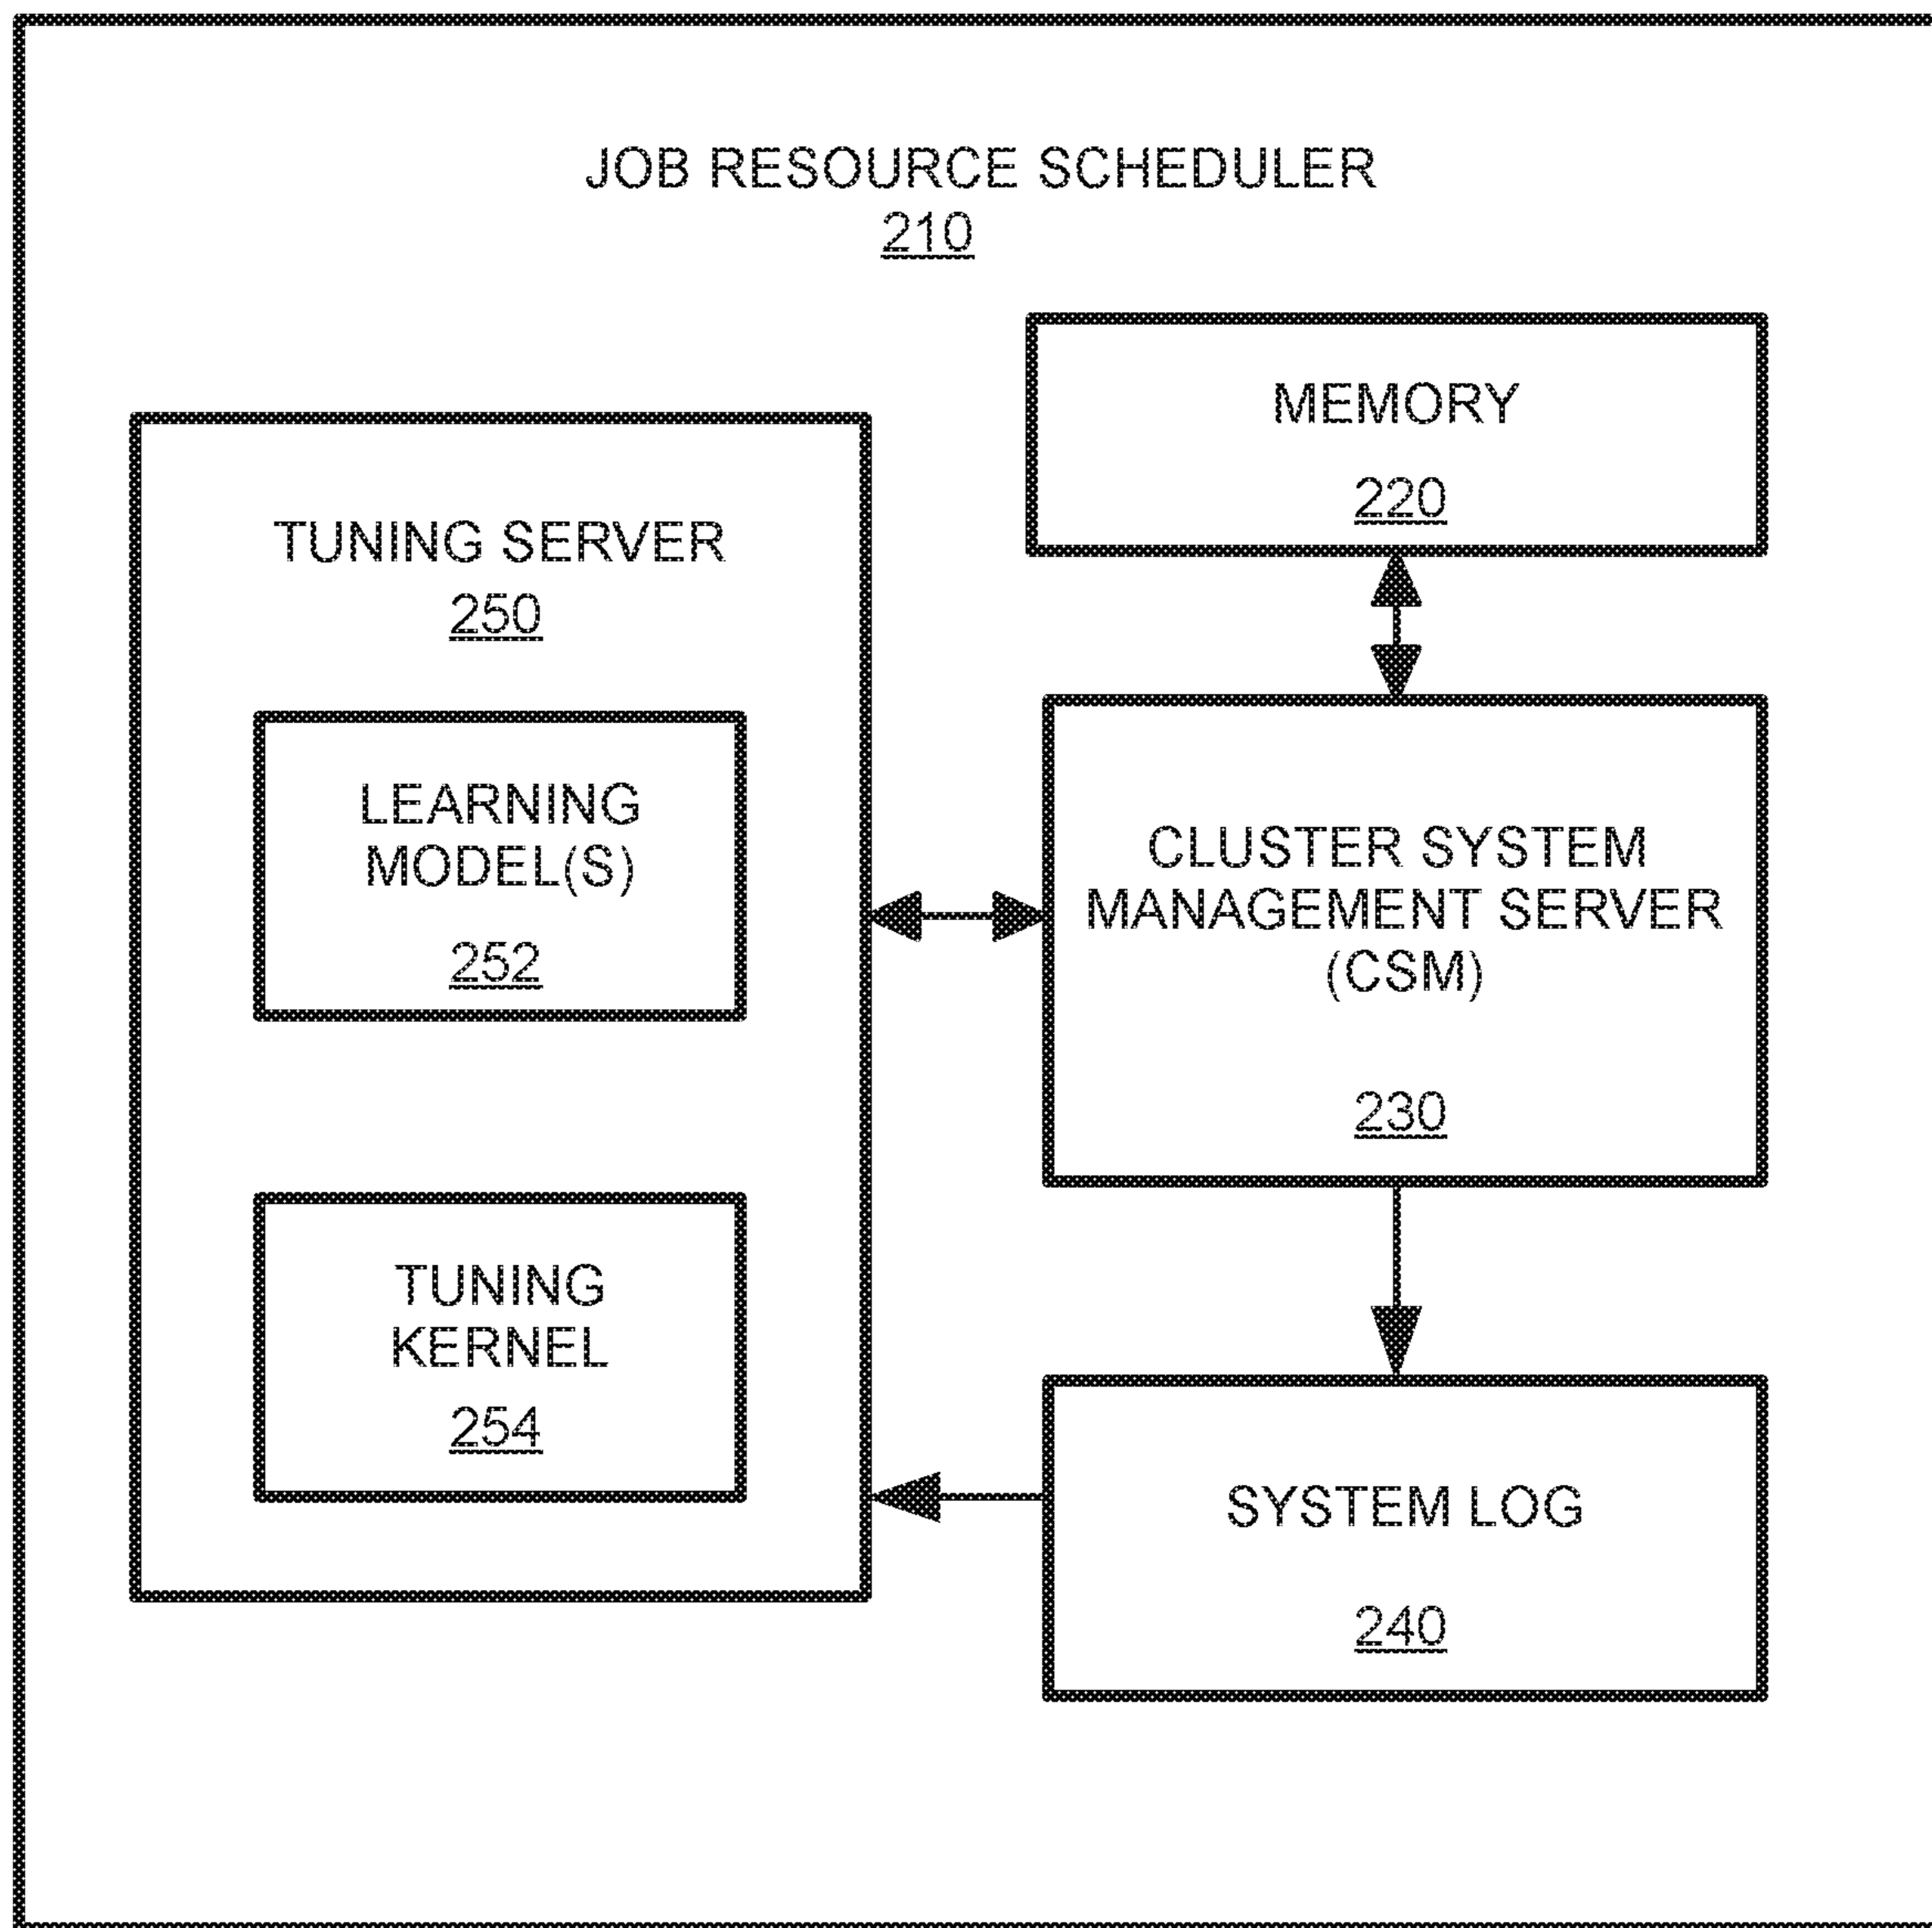 JOB RESOURCE SCHEDULER
210
MEMORY
220
TUNING SERVER
250
LEARNING
MODEL(S)
252
CLUSTER SYSTEM
MANAGEMENT SERVER
(CSM)
230
TUNING
KERNEL
254
SYSTEM LOG
240